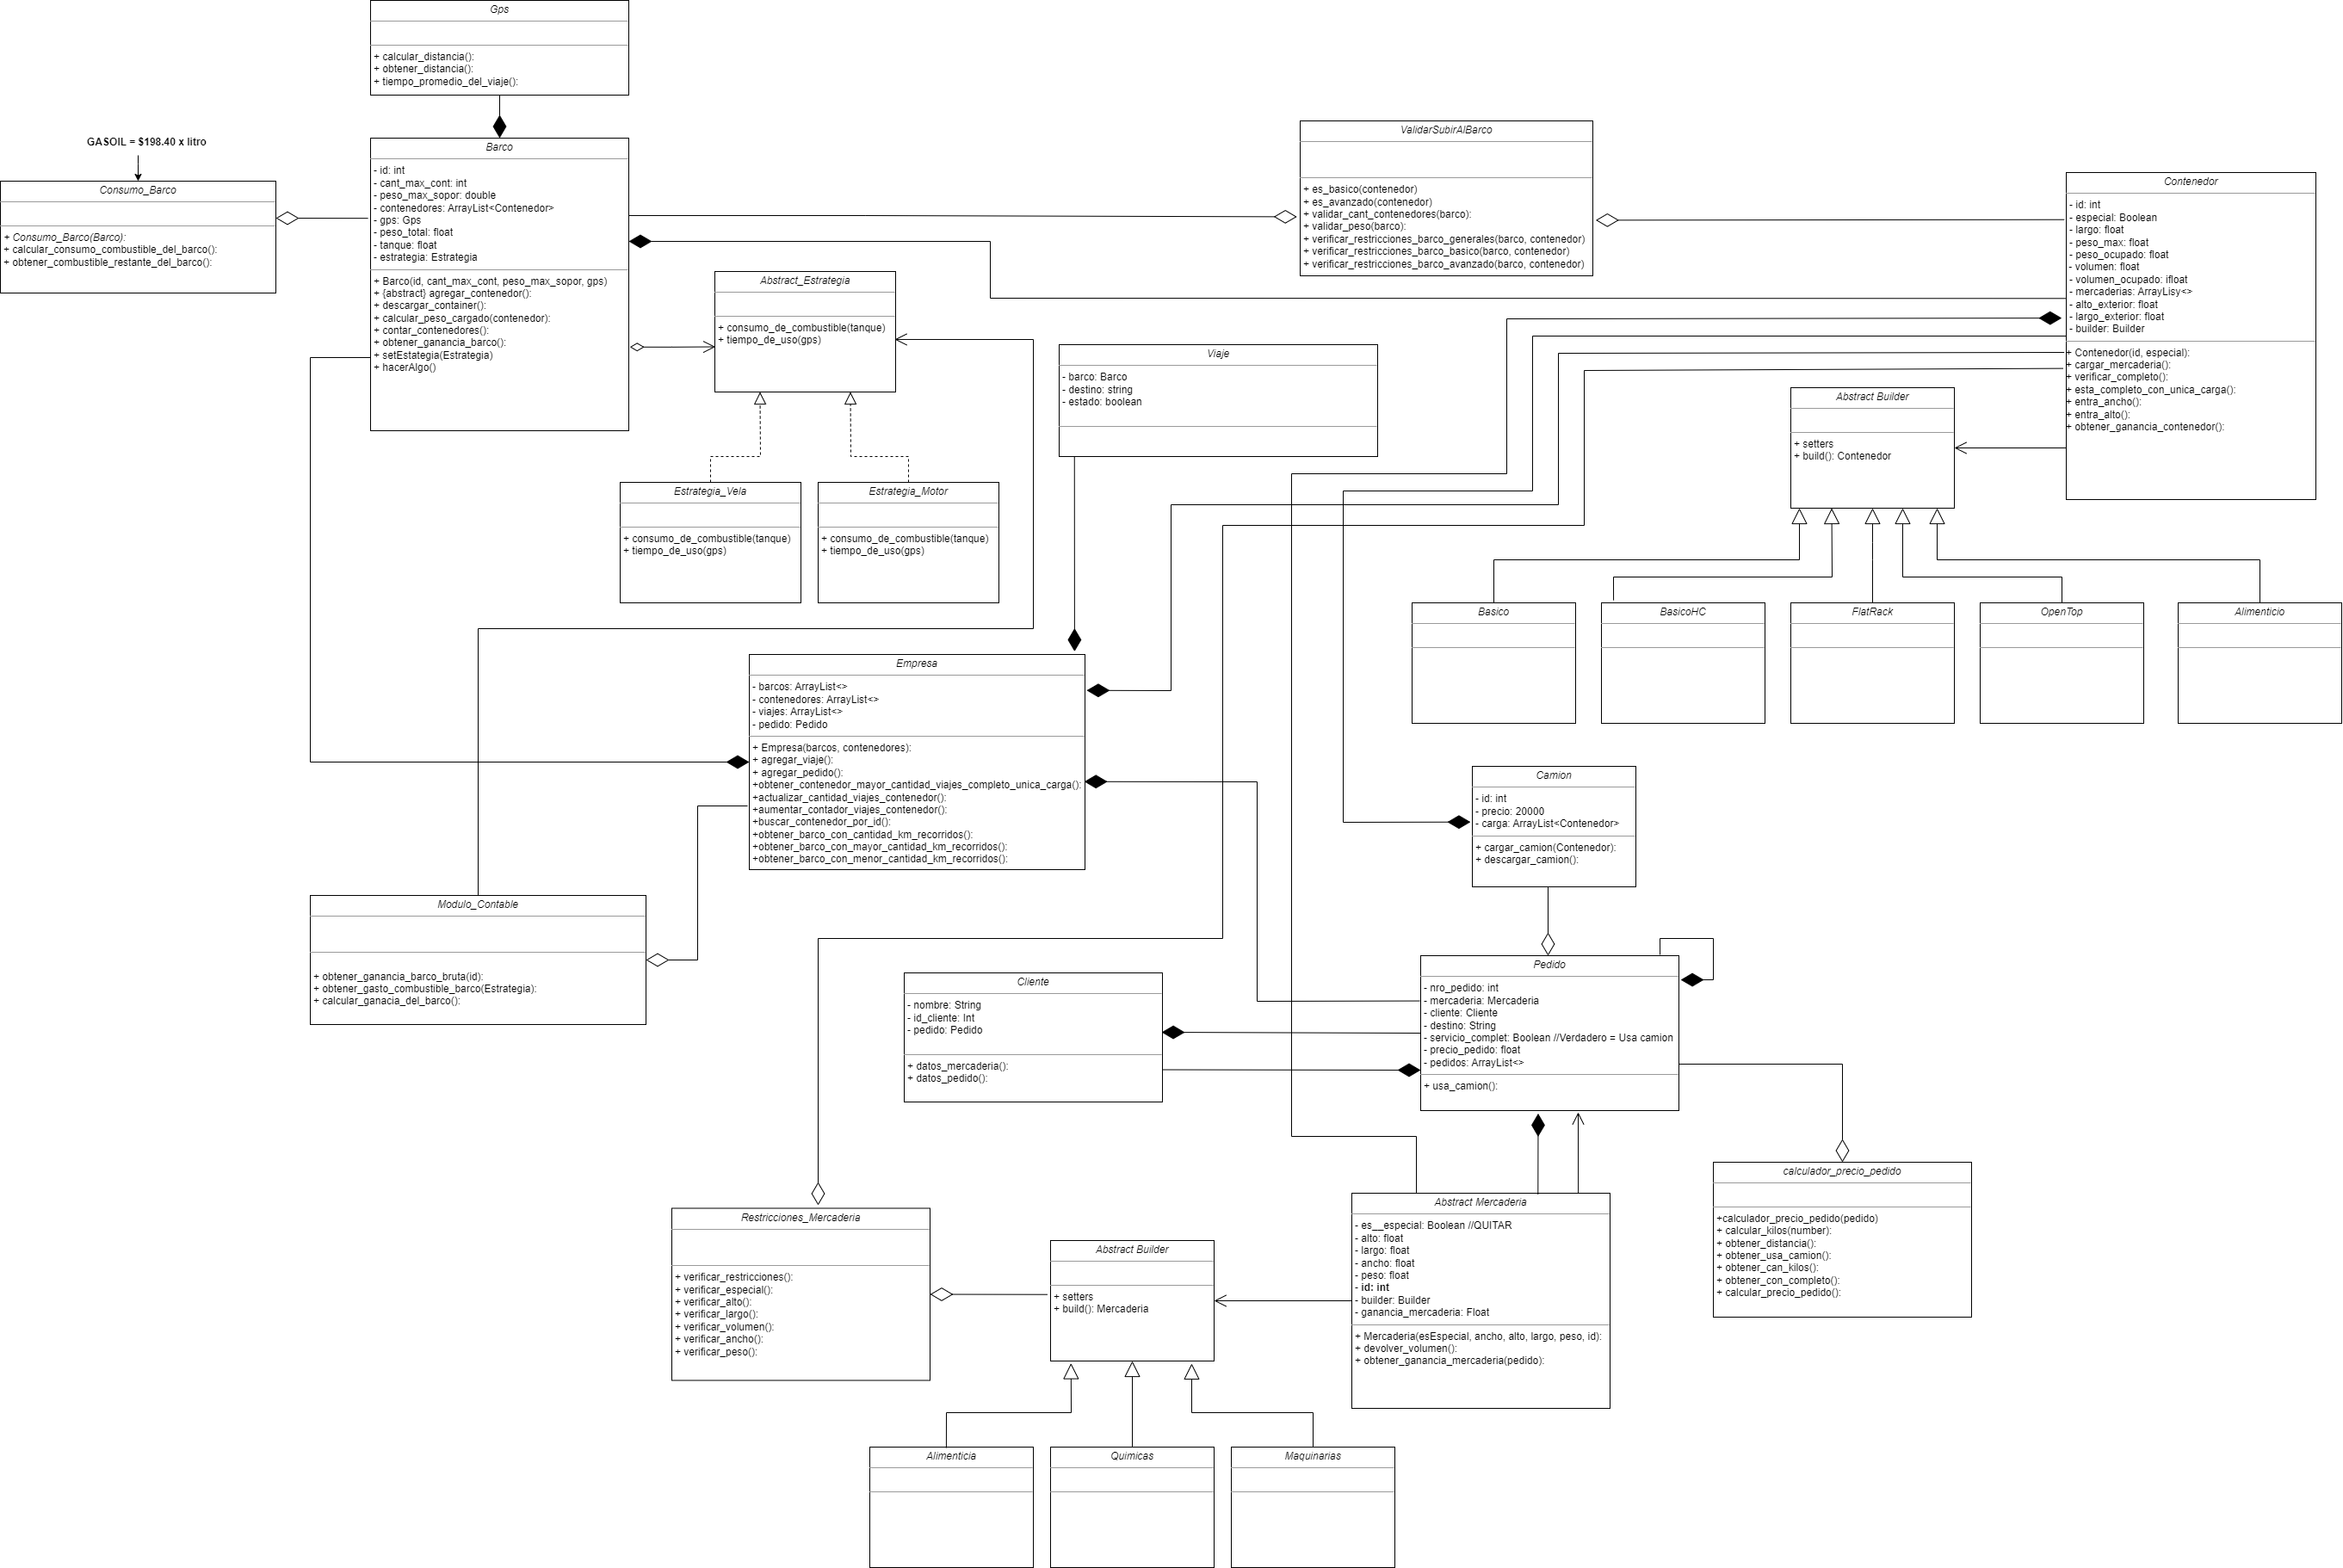 Gps
+ calcular_distancia():
+ obtener_distancia():
+ tiempo_promedio_del_viaje():
GASOIL = $198.40 x litro
Consumo_Barco
+ Consumo_Barco(Barco):
+ calcular_consumo_combustible_del_barco():
+ obtener_combustible_restante_del_barco():
Barco
- id: int
- cant_max_cont: int
- peso_max_sopor: double
- contenedores: ArrayList<Contenedor>
- gps: Gps
- peso_total: float
- tanque: float
- estrategia: Estrategia
+ Barco(id, cant_max_cont, peso_max_sopor, gps)
+ {abstract} agregar_contenedor():
+ descargar_container():
+ calcular_peso_cargado(contenedor):
+ contar_contenedores():
+ obtener_ganancia_barco():
+ setEstategia(Estrategia)
+ hacerAlgo()
Abstract_Estrategia
+ consumo_de_combustible(tanque)
+ tiempo_de_uso(gps)
Estrategia_Vela
+ consumo_de_combustible(tanque)
+ tiempo_de_uso(gps)
Estrategia_Motor
+ consumo_de_combustible(tanque)
+ tiempo_de_uso(gps)
ValidarSubirAlBarco
+ es_basico(contenedor)
+ es_avanzado(contenedor)
+ validar_cant_contenedores(barco):
+ validar_peso(barco):
+ verificar_restricciones_barco_generales(barco, contenedor)
+ verificar_restricciones_barco_basico(barco, contenedor)
+ verificar_restricciones_barco_avanzado(barco, contenedor)
Contenedor
- id: int
- especial: Boolean
- largo: float
- peso_max: float
- peso_ocupado: float
- volumen: float
- volumen_ocupado: ifloat
- mercaderias: ArrayLisy<>
- alto_exterior: float
- largo_exterior: float
- builder: Builder
+ Contenedor(id, especial):
+ cargar_mercaderia():
+ verificar_completo():
+ esta_completo_con_unica_carga():
+ entra_ancho():
+ entra_alto():
+ obtener_ganancia_contenedor():
Viaje
- barco: Barco
- destino: string
- estado: boolean
Abstract Builder
+ setters
+ build(): Contenedor
Basico
BasicoHC
FlatRack
OpenTop
Alimenticio
Empresa
- barcos: ArrayList<>
- contenedores: ArrayList<>
- viajes: ArrayList<>
- pedido: Pedido
+ Empresa(barcos, contenedores):
+ agregar_viaje():
+ agregar_pedido():
+obtener_contenedor_mayor_cantidad_viajes_completo_unica_carga():
+actualizar_cantidad_viajes_contenedor():
+aumentar_contador_viajes_contenedor():
+buscar_contenedor_por_id():
+obtener_barco_con_cantidad_km_recorridos():
+obtener_barco_con_mayor_cantidad_km_recorridos():
+obtener_barco_con_menor_cantidad_km_recorridos():
Camion
- id: int
- precio: 20000
- carga: ArrayList<Contenedor>
+ cargar_camion(Contenedor):
+ descargar_camion():
Modulo_Contable
+ obtener_ganancia_barco_bruta(id):
+ obtener_gasto_combustible_barco(Estrategia):
+ calcular_ganacia_del_barco():
Cliente
- nombre: String
- id_cliente: Int
- pedido: Pedido
+ datos_mercaderia():
+ datos_pedido():
Pedido
- nro_pedido: int
- mercaderia: Mercaderia
- cliente: Cliente
- destino: String
- servicio_complet: Boolean //Verdadero = Usa camion
- precio_pedido: float
- pedidos: ArrayList<>
+ usa_camion():
calculador_precio_pedido
+calculador_precio_pedido(pedido)
+ calcular_kilos(number):
+ obtener_distancia():
+ obtener_usa_camion():
+ obtener_can_kilos():
+ obtener_con_completo():
+ calcular_precio_pedido():
Restricciones_Mercaderia
+ verificar_restricciones():
+ verificar_especial():
+ verificar_alto():
+ verificar_largo():
+ verificar_volumen():
+ verificar_ancho():
+ verificar_peso():
Abstract Builder
+ setters
+ build(): Mercaderia
Abstract Mercaderia
- es__especial: Boolean //QUITAR
- alto: float
- largo: float
- ancho: float
- peso: float
- id: int
- builder: Builder
- ganancia_mercaderia: Float
+ Mercaderia(esEspecial, ancho, alto, largo, peso, id):
+ devolver_volumen():
+ obtener_ganancia_mercaderia(pedido):
Alimenticia
Quimicas
Maquinarias